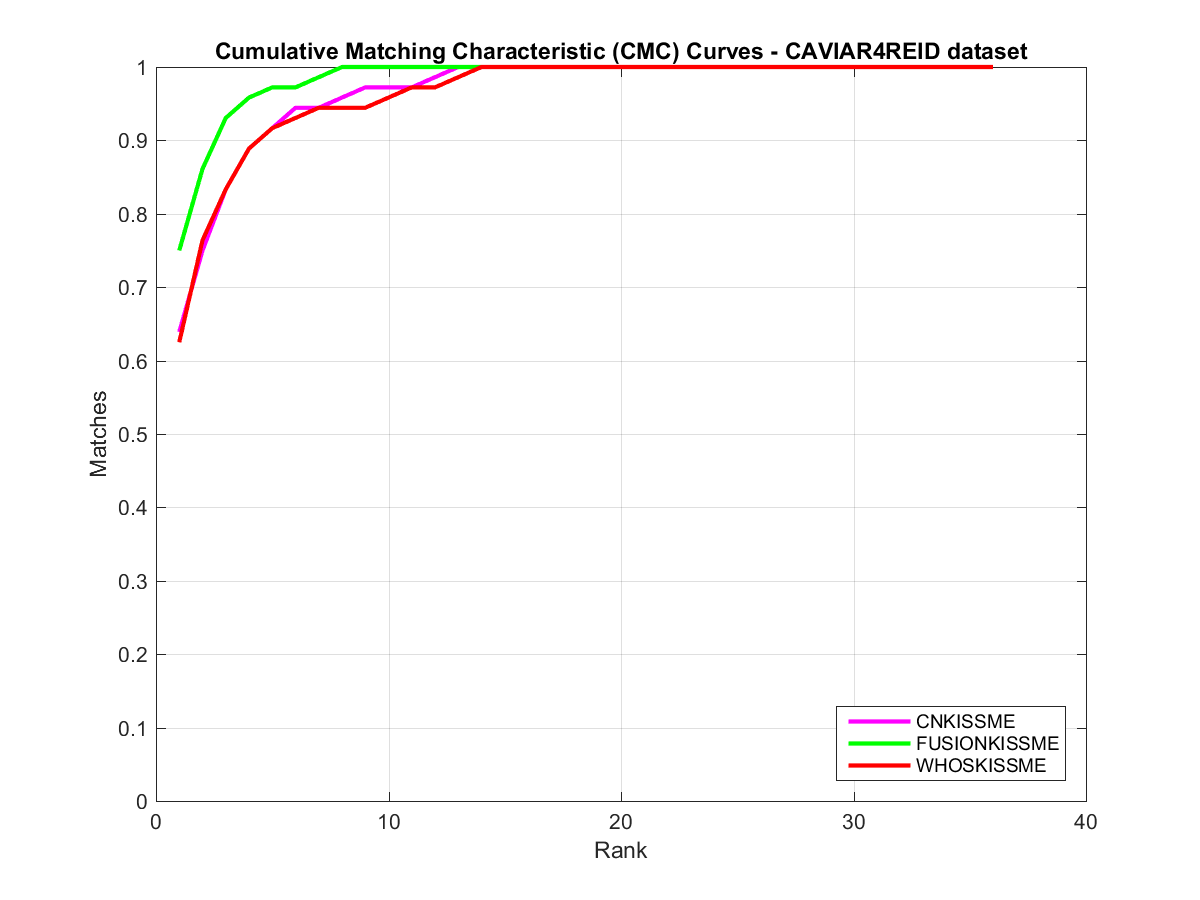 Cumulative Matching Characteristic (CMC) Curves - CAVIAR4REID dataset
1
0.9
0.8
0.7
0.6
0.5
0.4
0.3
0.2
0.1
0
Matches
0 10 20 30 40
Rank
CNKISSME
FUSIONKISSME
WHOSKISSME